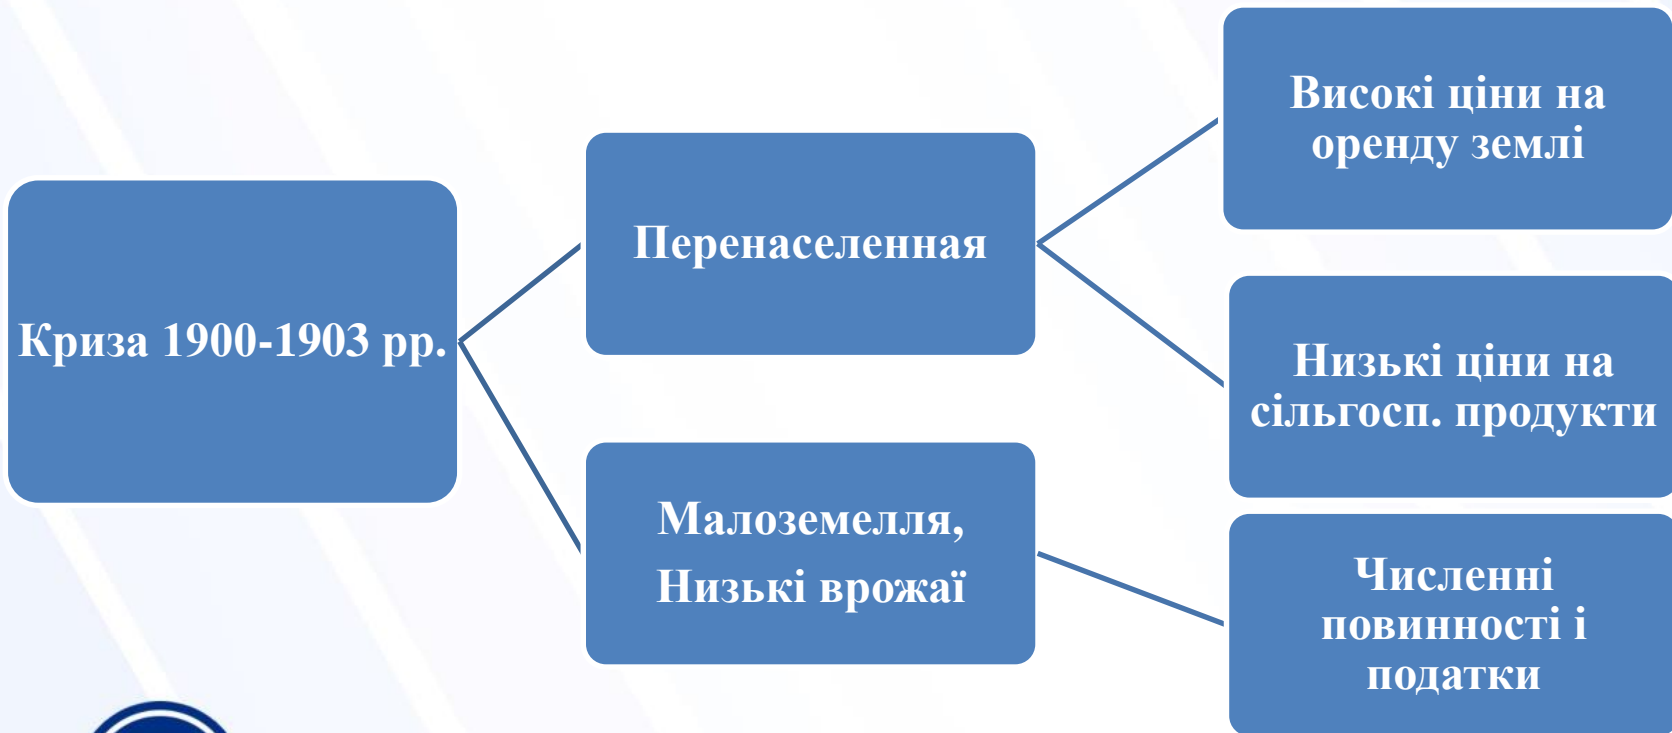 Криза 1900-1903 рр.
Перенаселенная
Малоземелля,
Низькі врожаї
Високі ціни на
оренду землі
Низькі ціни на
сільгосп. продукти
Численні
повинності і
податки